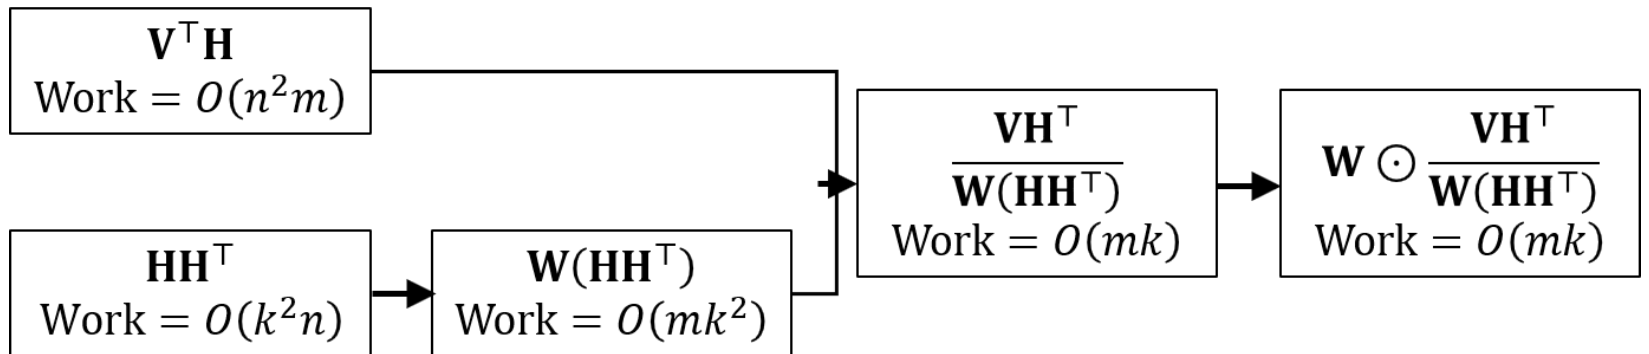 V⊤H
Work = O(n²m)
HH⊤
Work = O(k²n)
W(HH⊤)
Work = O(mk²)
VH⊤
W(HH⊤)
Work = O(mk)
W ⊙ VH⊤
W(HH⊤)
Work = O(mk)